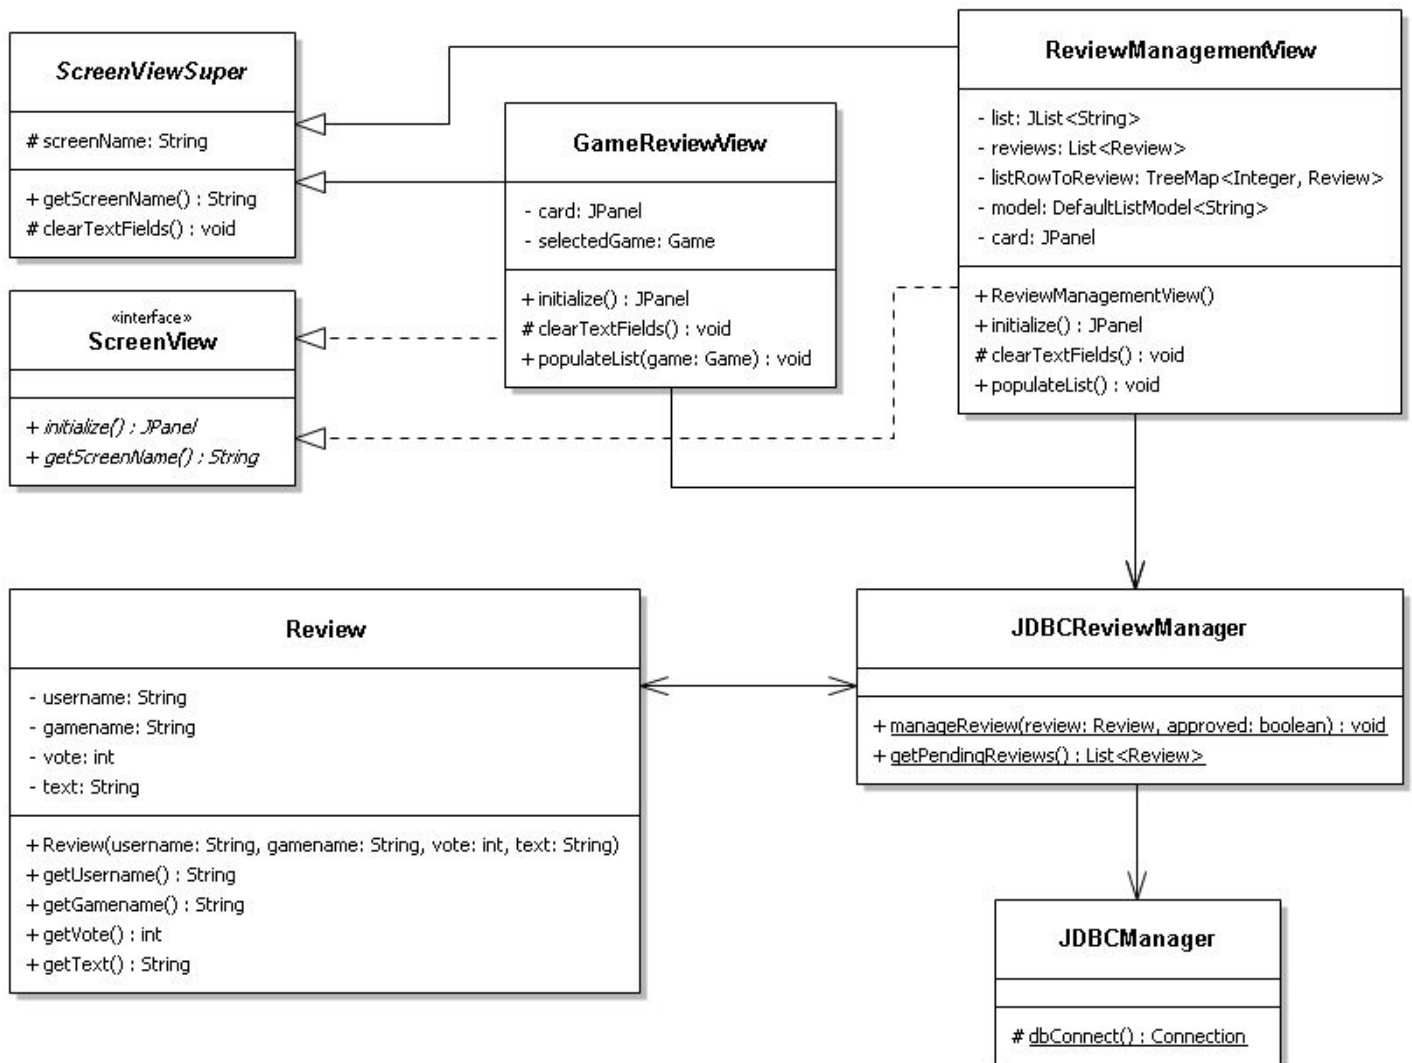 ScreenViewSuper
# screenName: String
+ getScreenName() : String
# clearTextFields() : void
«interface»
ScreenView
+ initialize() : JPanel
+ getScreenName() : String
GameReviewView
- card: JPanel
- selectedGame: Game
+ initialize() : JPanel
# clearTextFields() : void
+ populateList(game: Game) : void
ReviewManagementView
- list: JList<String>
- reviews: List<Review>
- listRowToReview: TreeMap<Integer, Review>
- model: DefaultListModel<String>
- card: JPanel
+ ReviewManagementView()
+ initialize() : JPanel
# clearTextFields() : void
+ populateList() : void
Review
- username: String
- gamename: String
- vote: int
- text: String
+ Review(username: String, gamename: String, vote: int, text: String)
+ getUsername() : String
+ getGamename() : String
+ getVote() : int
+ getText() : String
JDBCReviewManager
+ manageReview(review: Review, approved: boolean) : void
+ getPendingReviews() : List<Review>
JDBCManager
# dbConnect() : Connection